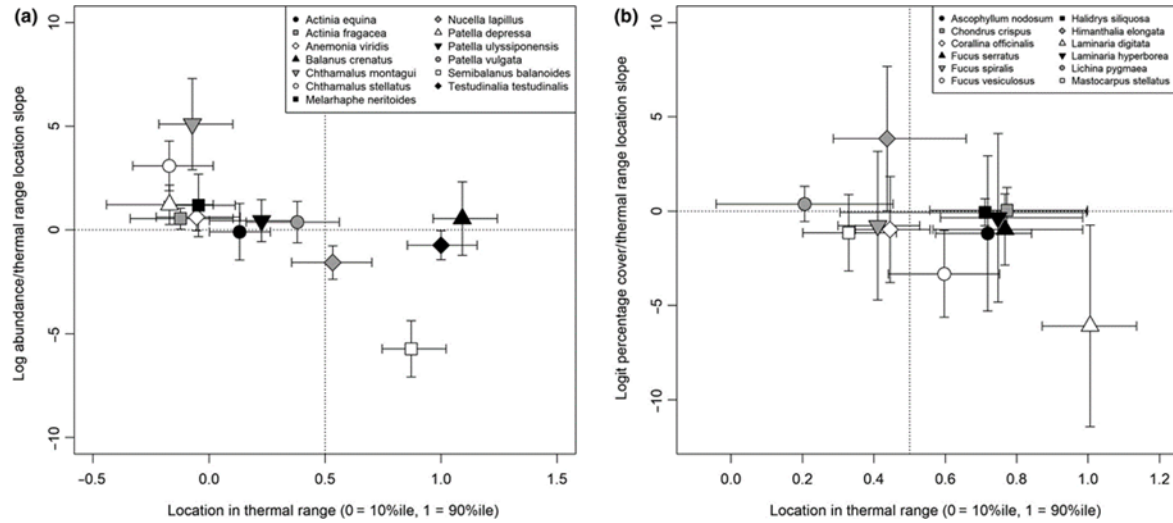 (a)
Actinia equina
Actinia fragacea
Anemonia viridis
Balanus crenatus
Chthamalus montagui
Chthamalus stellatus
Melarhaphe neritoides
Nucella lapillus
Patella depressa
Patella ulyssiponensis
Patella vulgata
Semibalanus balanoides
Testudinalia testudinalis
Log abundance/thermal range location slope
10
5
0
−5
−10
−0.5 0.0 0.5 1.0 1.5
Location in thermal range (0 = 10%ile, 1 = 90%ile)
(b)
Ascophyllum nodosum
Chondrus crispus
Corallina officinalis
Fucus serratus
Fucus spiralis
Fucus vesiculosus
Halidrys siliquosa
Himanthalia elongata
Laminaria digitata
Laminaria hyperborea
Lichina pygmaea
Mastocarpus stellatus
Logit percentage cover/thermal range location slope
10
5
0
−5
−10
0.0 0.2 0.4 0.6 0.8 1.0 1.2
Location in thermal range (0 = 10%ile, 1 = 90%ile)